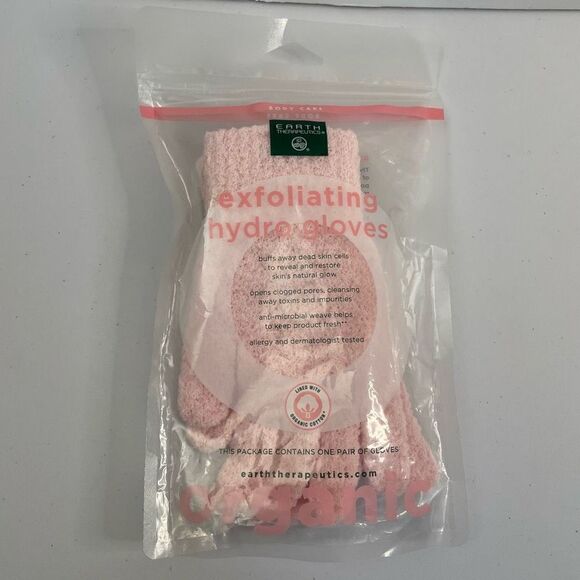 BODY CARE
EARTH
THERAPEUTICS®
exfoliating
hydro gloves
buffs away dead skin cells
to reveal and restore
skin's natural glow
opens clogged pores, cleansing
away toxins and impurities
anti-microbial weave helps
to keep product fresh**
allergy and dermatologist tested
LINED WITH
ORGANIC COTTON*
THIS PACKAGE CONTAINS ONE PAIR OF GLOVES
earththerapeutics.com
organic